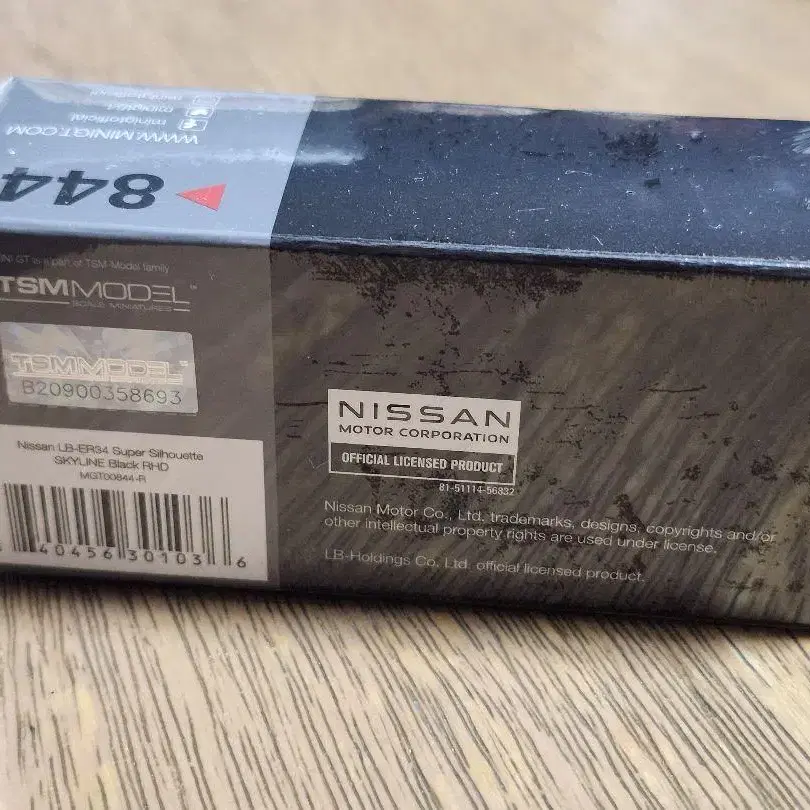 minigtofficial
WWW.MINIGT.COM
844
GT is a part of TSM-Model family
TSMMODEL™
SCALE MINIATURES
TSMMODEL
B20900358693
Nissan LB-ER34 Super Silhouette
SKYLINE Black RHD
MGT00844-R
40456 30103 6
NISSAN
MOTOR CORPORATION
OFFICIAL LICENSED PRODUCT
81-51114-56832
Nissan Motor Co., Ltd. trademarks, designs, copyrights and/or
other intellectual property rights are used under license.
LB-Holdings Co. Ltd. official licensed product.